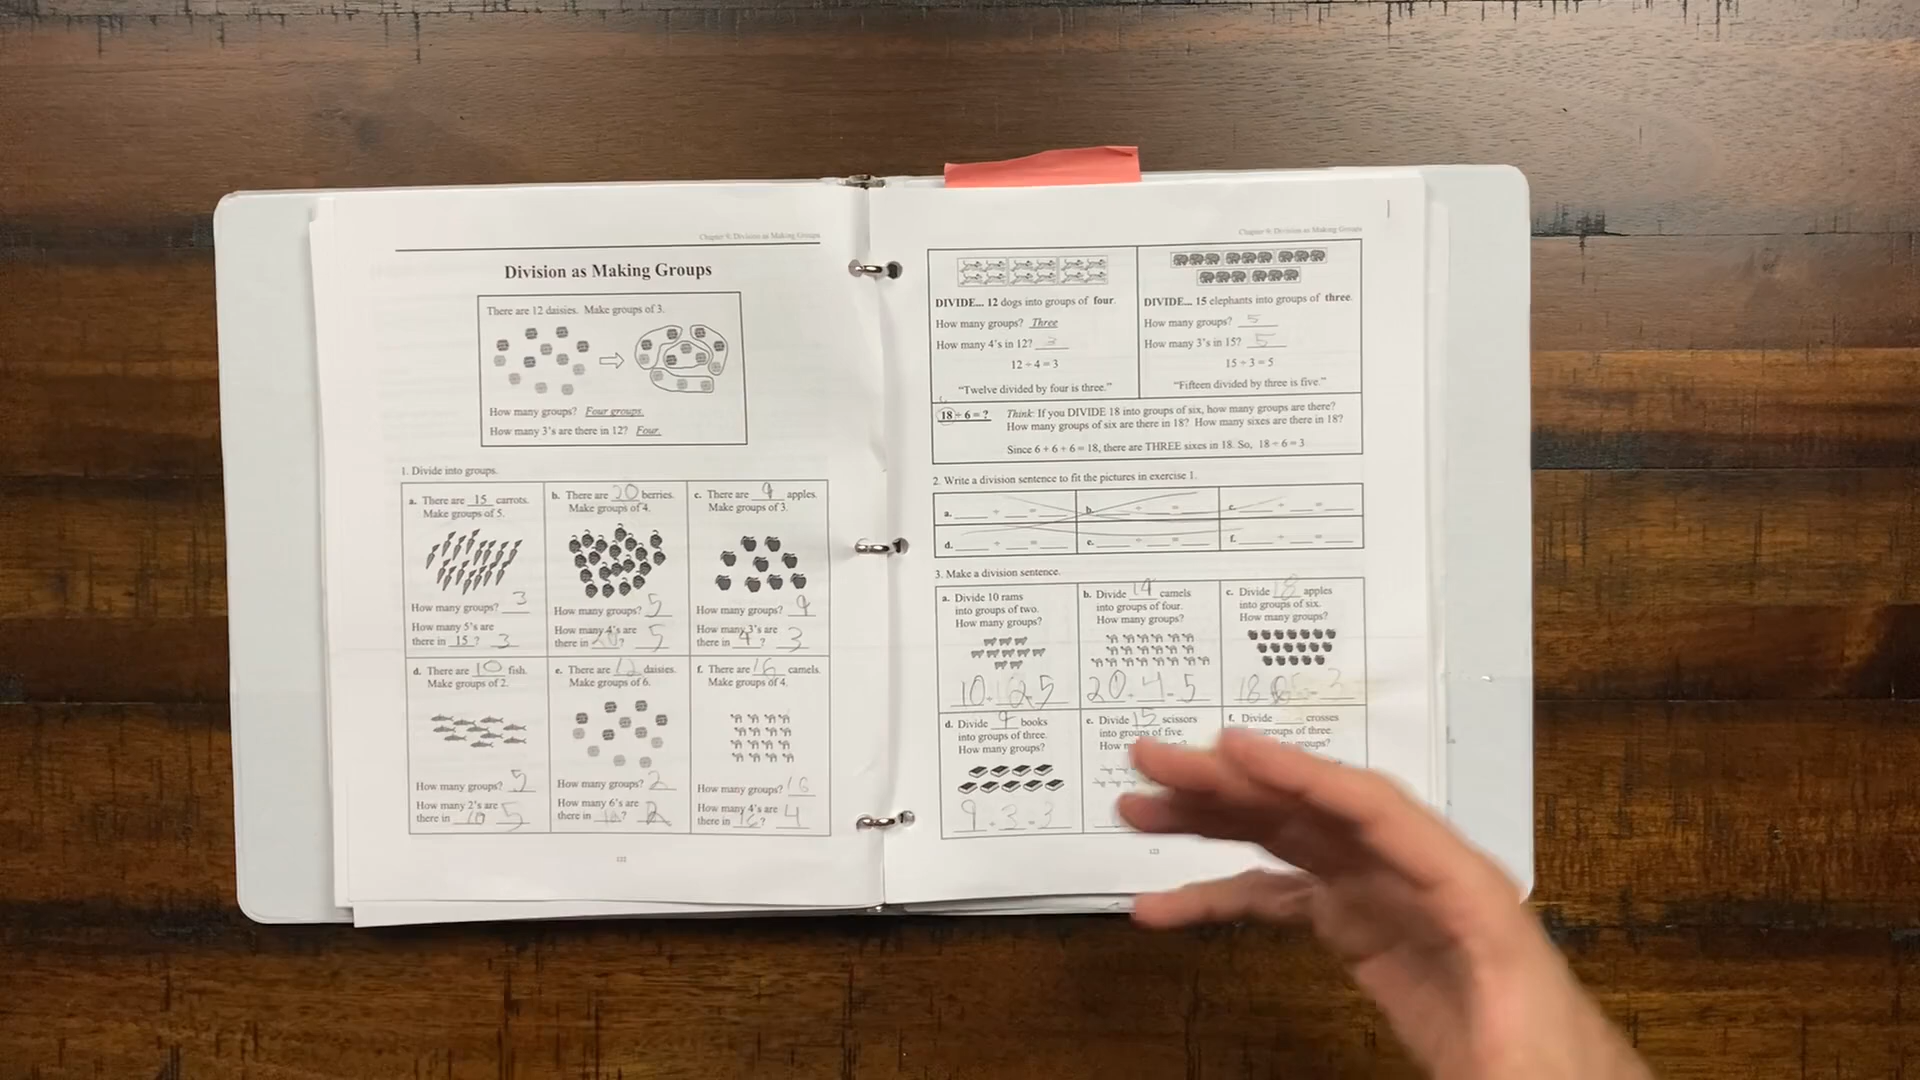 Chapter 9: Division as Making Groups
Division as Making Groups
There are 12 daisies. Make groups of 3.
How many groups? Four groups.
How many 3's are there in 12? Four.
1. Divide into groups.
a. There are 15 carrots.
Make groups of 5.
How many groups? 3
How many 5's are
there in 15 ? 3
b. There are 20 berries.
Make groups of 4.
How many groups? 5
How many 4's are
there in 20 ? 5
c. There are 9 apples.
Make groups of 3.
How many groups? 9
How many 3's are
there in ? 3
d. There are 10 fish.
Make groups of 2.
How many groups? 5
How many 2's are
there in 10 5
e. There are 12 daisies.
Make groups of 6.
How many groups? 2
How many 6's are
there in ? 2
f. There are 16 camels.
Make groups of 4.
How many groups? 16
How many 4's are
there in 16 ? 4
122
Chapter 9: Division as Making Groups
DIVIDE... 12 dogs into groups of four.
How many groups? Three
How many 4's in 12? 3
12 ÷ 4 = 3
"Twelve divided by four is three."
DIVIDE... 15 elephants into groups of three.
How many groups? 5
How many 3's in 15? 5
15 ÷ 3 = 5
"Fifteen divided by three is five."
18 ÷ 6 = ? Think: If you DIVIDE 18 into groups of six, how many groups are there?
How many groups of six are there in 18? How many sixes are there in 18?
Since 6 + 6 + 6 = 18, there are THREE sixes in 18. So, 18 ÷ 6 = 3
2. Write a division sentence to fit the pictures in exercise 1.
a. ÷ =
b. ÷ =
c. ÷ =
d. ÷ =
e. ÷ =
f. ÷ =
3. Make a division sentence.
a. Divide 10 rams
into groups of two.
How many groups?
10 2 5
b. Divide camels
into groups of four.
How many groups?
20 - 4 - 5
c. Divide 18 apples
into groups of six.
How many groups?
18 3
d. Divide 9 books
into groups of three.
How many groups?
9 - 3 - 3
e. Divide 15 scissors
into groups of five.
How
f. Divide crosses
groups of three.
groups?
123